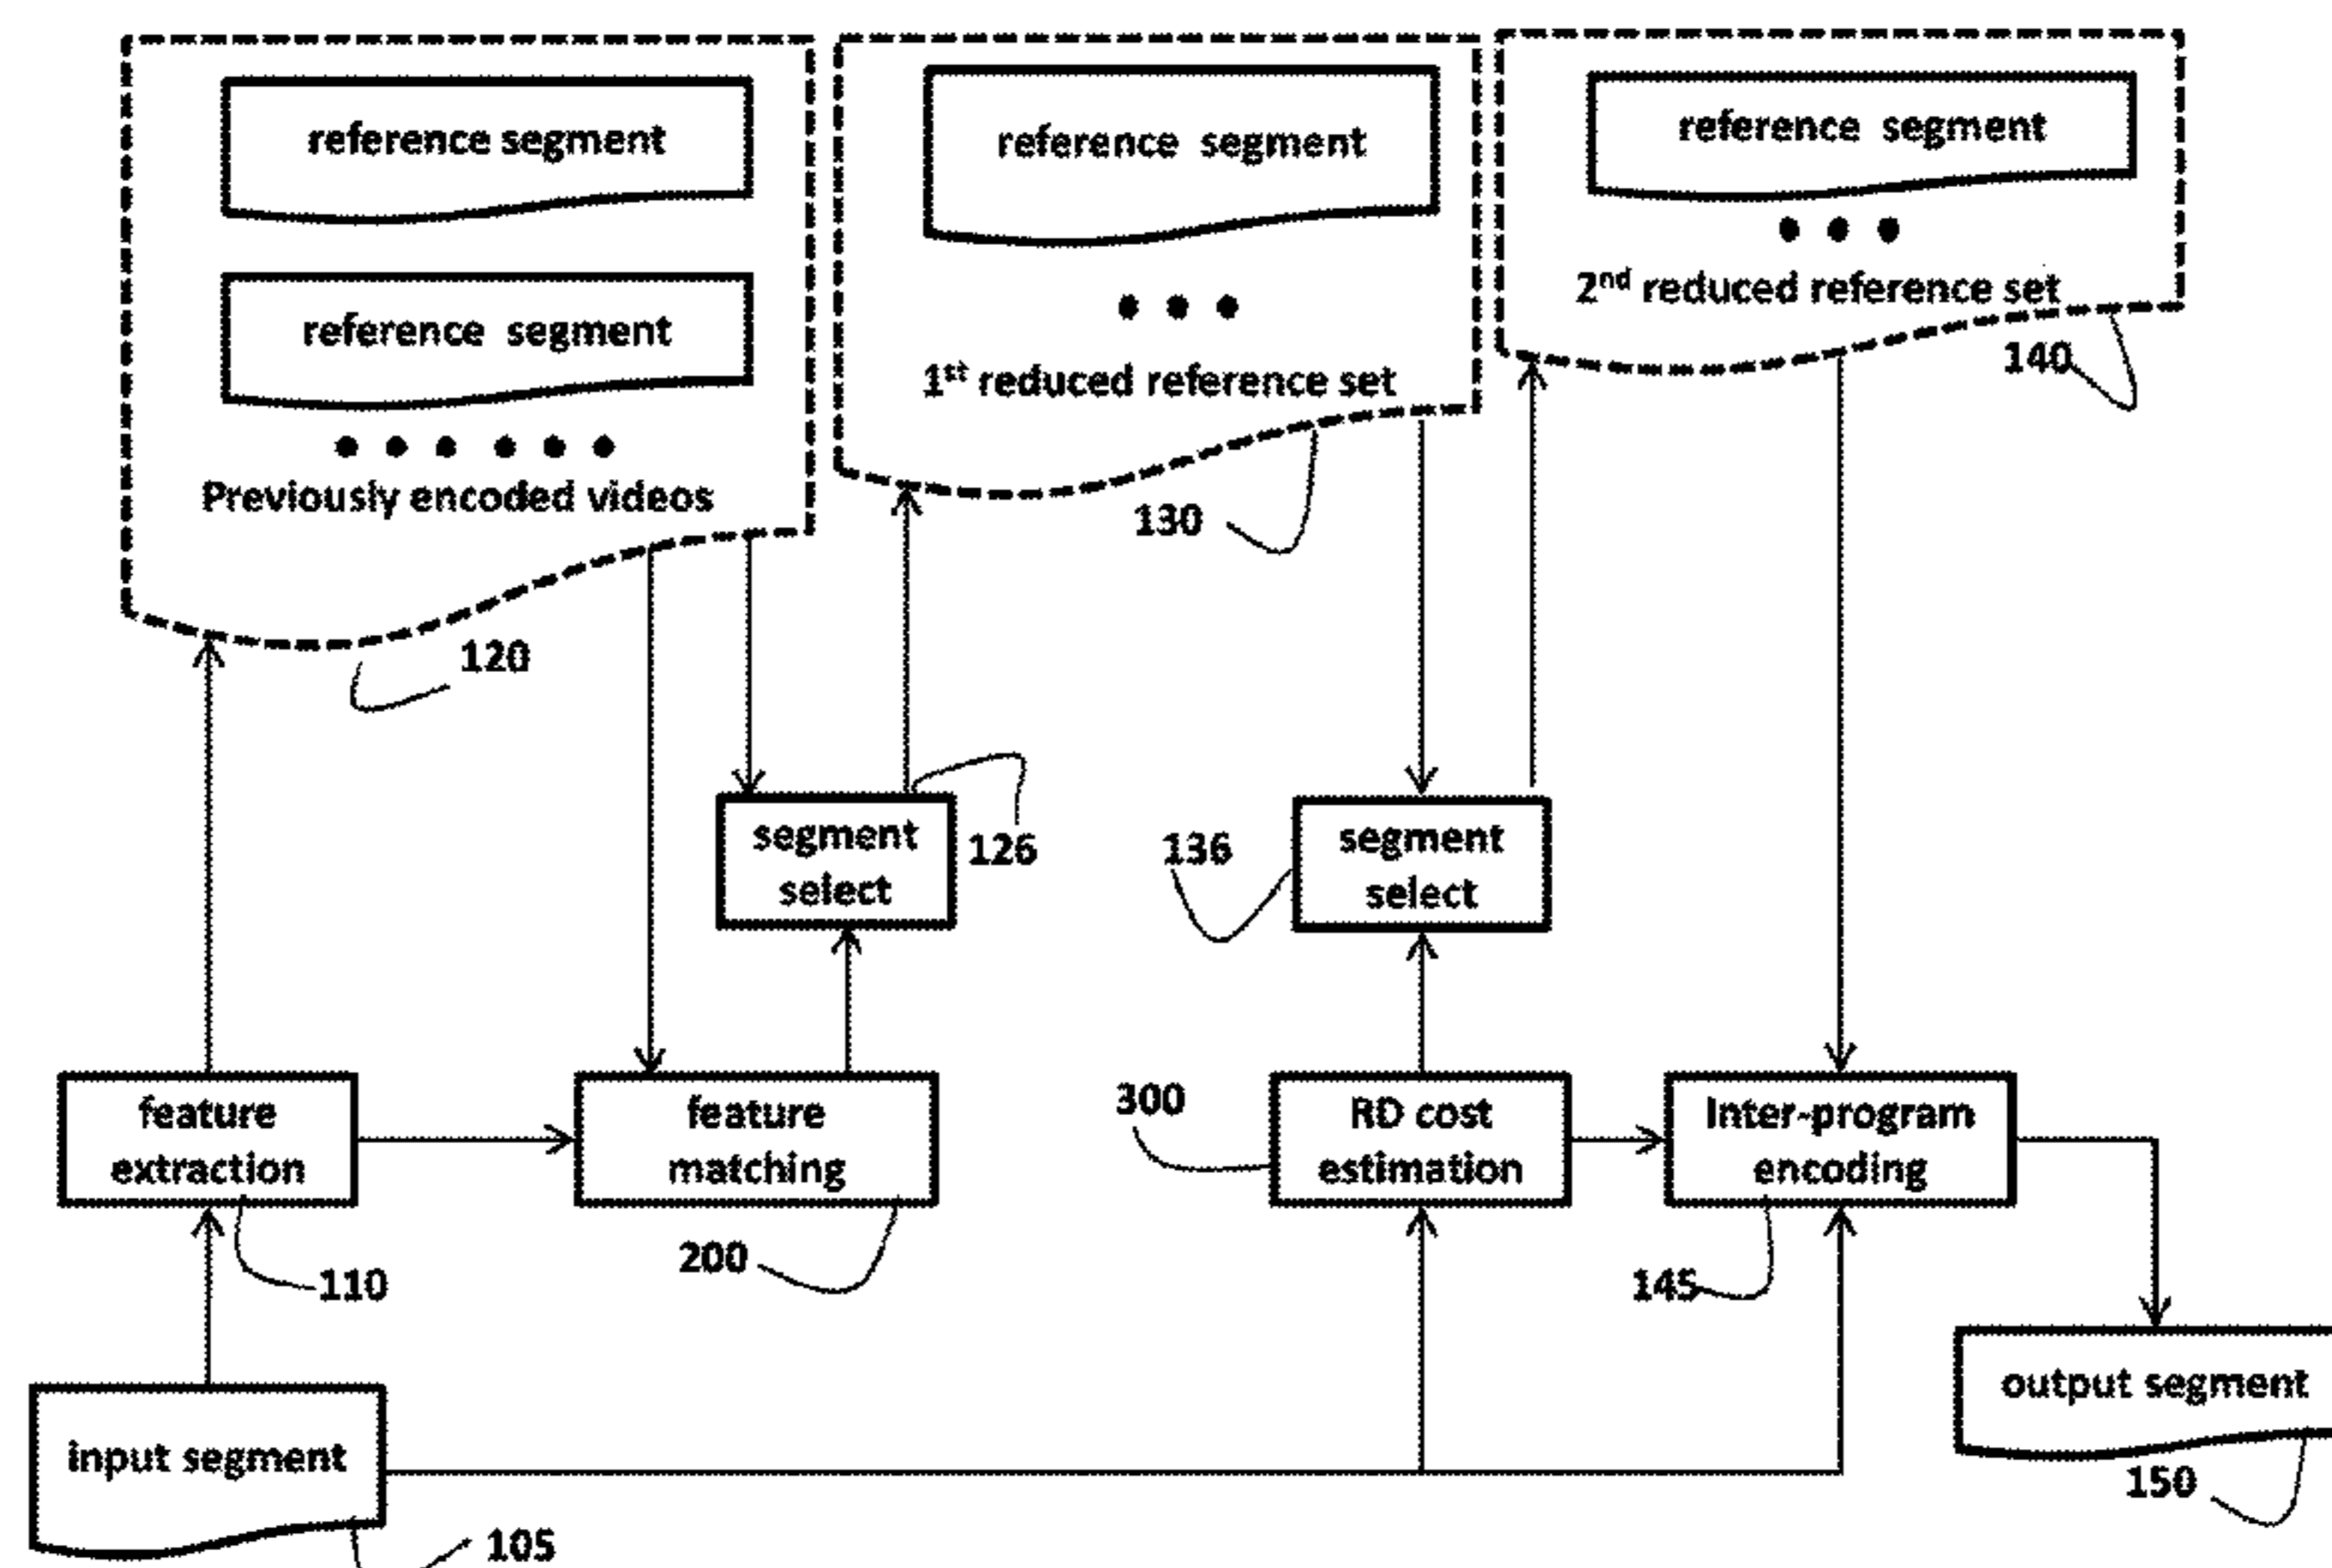 reference segment
reference segment
Previously encoded videos
120
reference segment
1st reduced reference set
130
reference segment
2nd reduced reference set
140
segment
select
126
136
segment
select
feature
extraction
110
feature
matching
200
300
RD cost
estimation
Inter-program
encoding
145
input segment
105
output segment
150